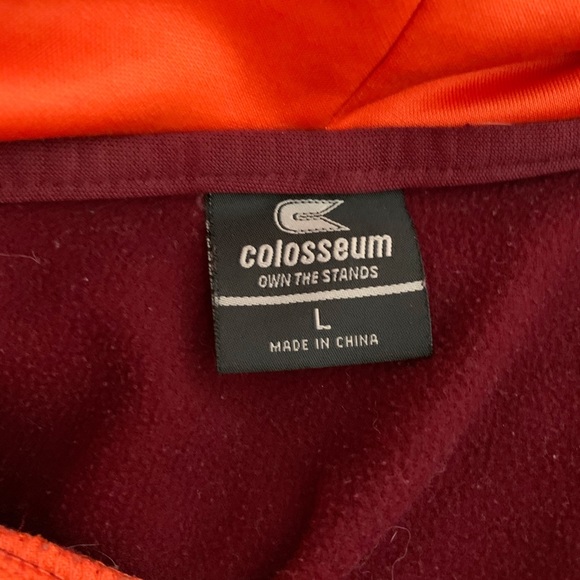 colosseum
OWN THE STANDS
L
MADE IN CHINA